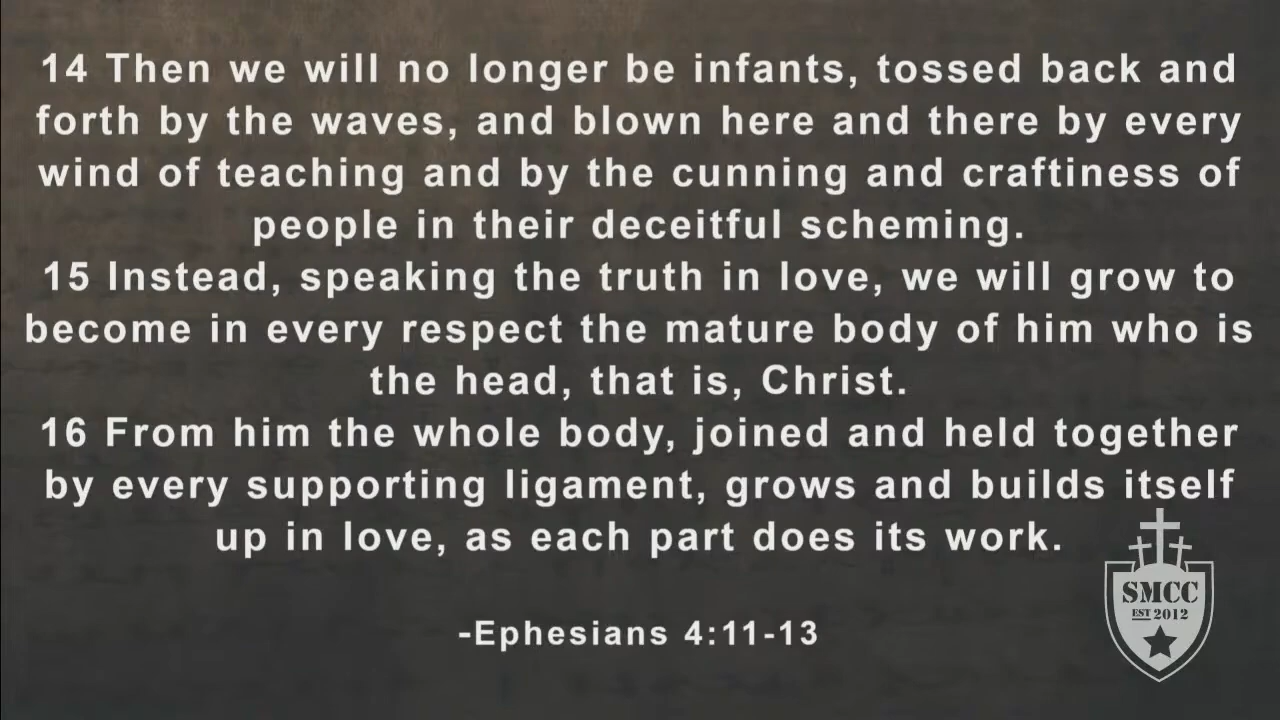 14 Then we will no longer be infants, tossed back and
forth by the waves, and blown here and there by every
wind of teaching and by the cunning and craftiness of
people in their deceitful scheming.
15 Instead, speaking the truth in love, we will grow to
become in every respect the mature body of him who is
the head, that is, Christ.
16 From him the whole body, joined and held together
by every supporting ligament, grows and builds itself
up in love, as each part does its work.
-Ephesians 4:11-13
SMCC
EST 2012